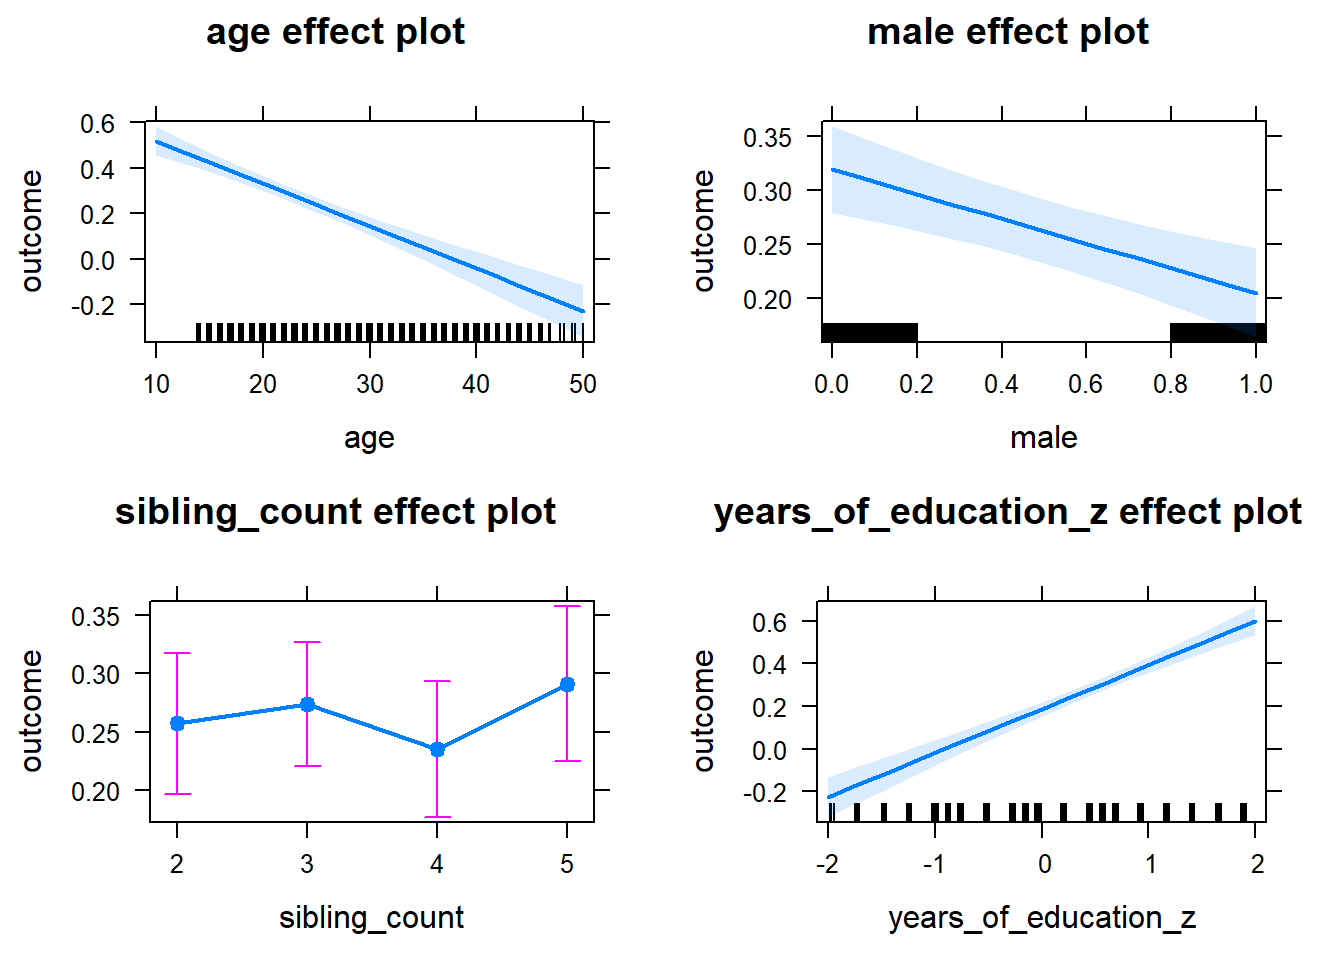 age effect plot
outcome
0.6
0.4
0.2
0.0
-0.2
10 20 30 40 50
age
male effect plot
outcome
0.35
0.30
0.25
0.20
0.0 0.2 0.4 0.6 0.8 1.0
male
sibling_count effect plot
outcome
0.35
0.30
0.25
0.20
2 3 4 5
sibling_count
years_of_education_z effect plot
outcome
0.6
0.4
0.2
0.0
-0.2
-2 -1 0 1 2
years_of_education_z